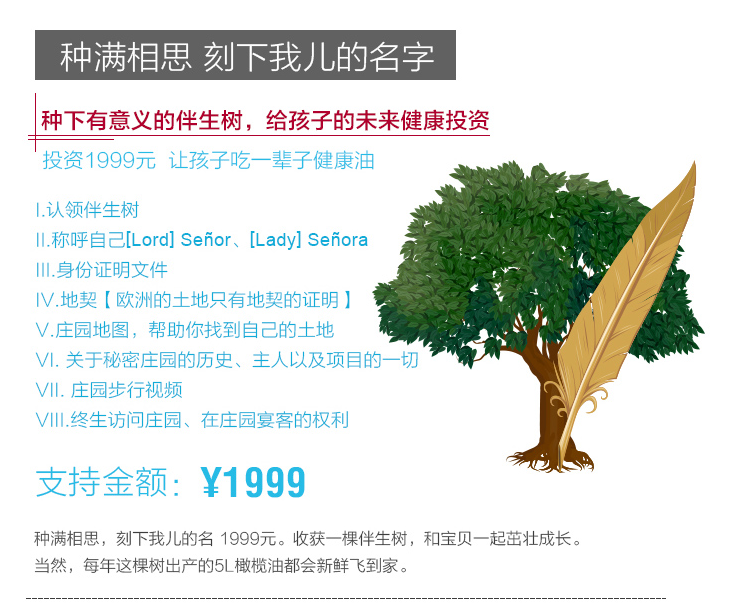 种满相思 刻下我儿的名字
种下有意义的伴生树，给孩子的未来健康投资
投资1999元 让孩子吃一辈子健康油
I.认领伴生树
II.称呼自己[Lord] Señor、[Lady] Señora
III.身份证明文件
IV.地契【欧洲的土地只有地契的证明】
V.庄园地图，帮助你找到自己的土地
VI. 关于秘密庄园的历史、主人以及项目的一切
VII. 庄园步行视频
VIII.终生访问庄园、在庄园宴客的权利
支持金额：¥1999
种满相思，刻下我儿的名 1999元。收获一棵伴生树，和宝贝一起茁壮成长。
当然，每年这棵树出产的5L橄榄油都会新鲜飞到家。